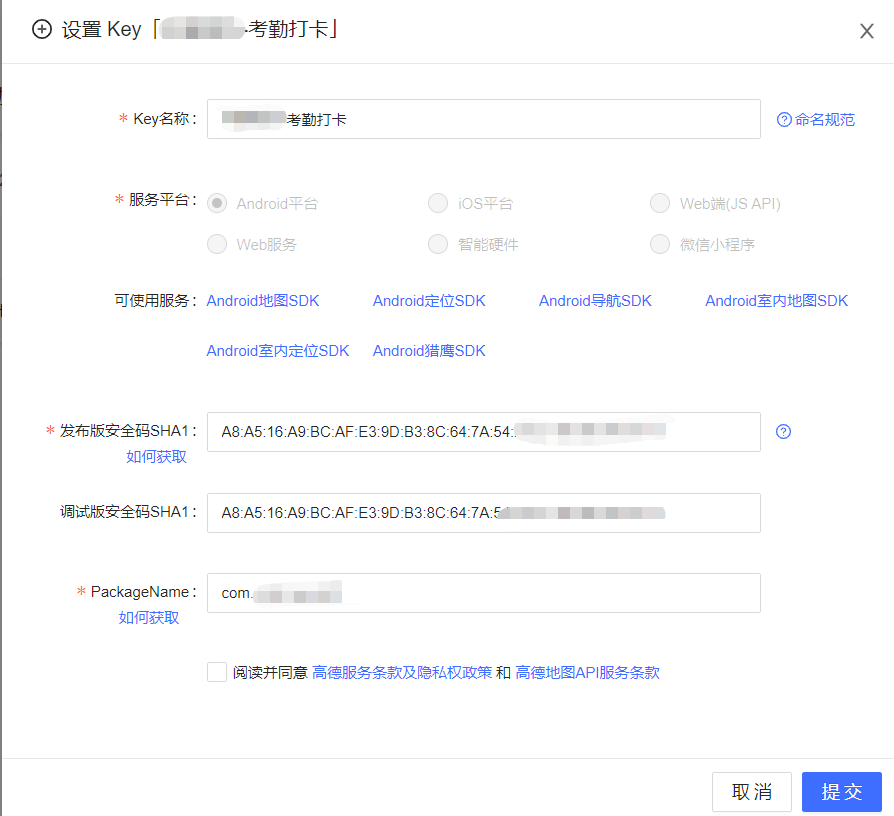 设置 Key「 考勤打卡」
* Key名称： 考勤打卡 命名规范
* 服务平台： Android平台 iOS平台 Web端(JS API)
Web服务 智能硬件 微信小程序
可使用服务： Android地图SDK Android定位SDK Android导航SDK Android室内地图SDK
Android室内定位SDK Android猎鹰SDK
* 发布版安全码SHA1： A8:A5:16:A9:BC:AF:E3:9D:B3:8C:64:7A:54:
如何获取
调试版安全码SHA1： A8:A5:16:A9:BC:AF:E3:9D:B3:8C:64:7A:5
* PackageName： com.
如何获取
阅读并同意 高德服务条款及隐私权政策 和 高德地图API服务条款
取消 提交